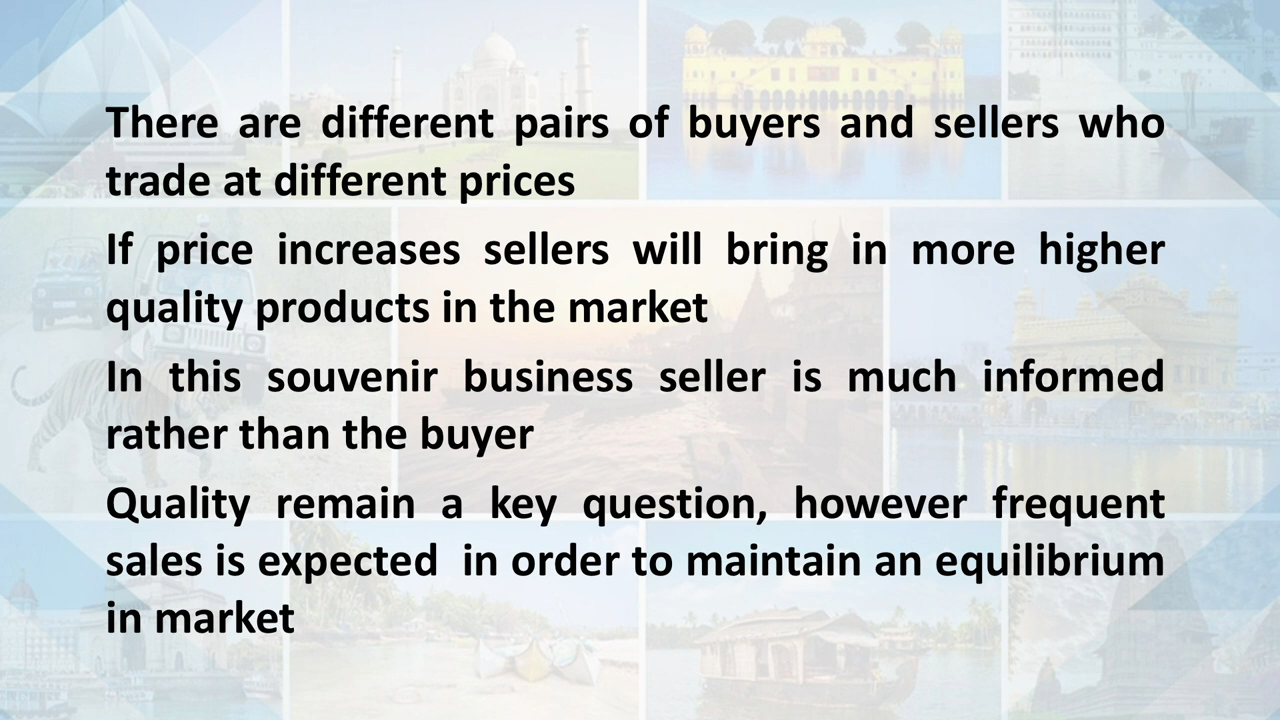 There are different pairs of buyers and sellers who
trade at different prices
If price increases sellers will bring in more higher
quality products in the market
In this souvenir business seller is much informed
rather than the buyer
Quality remain a key question, however frequent
sales is expected  in order to maintain an equilibrium
in market